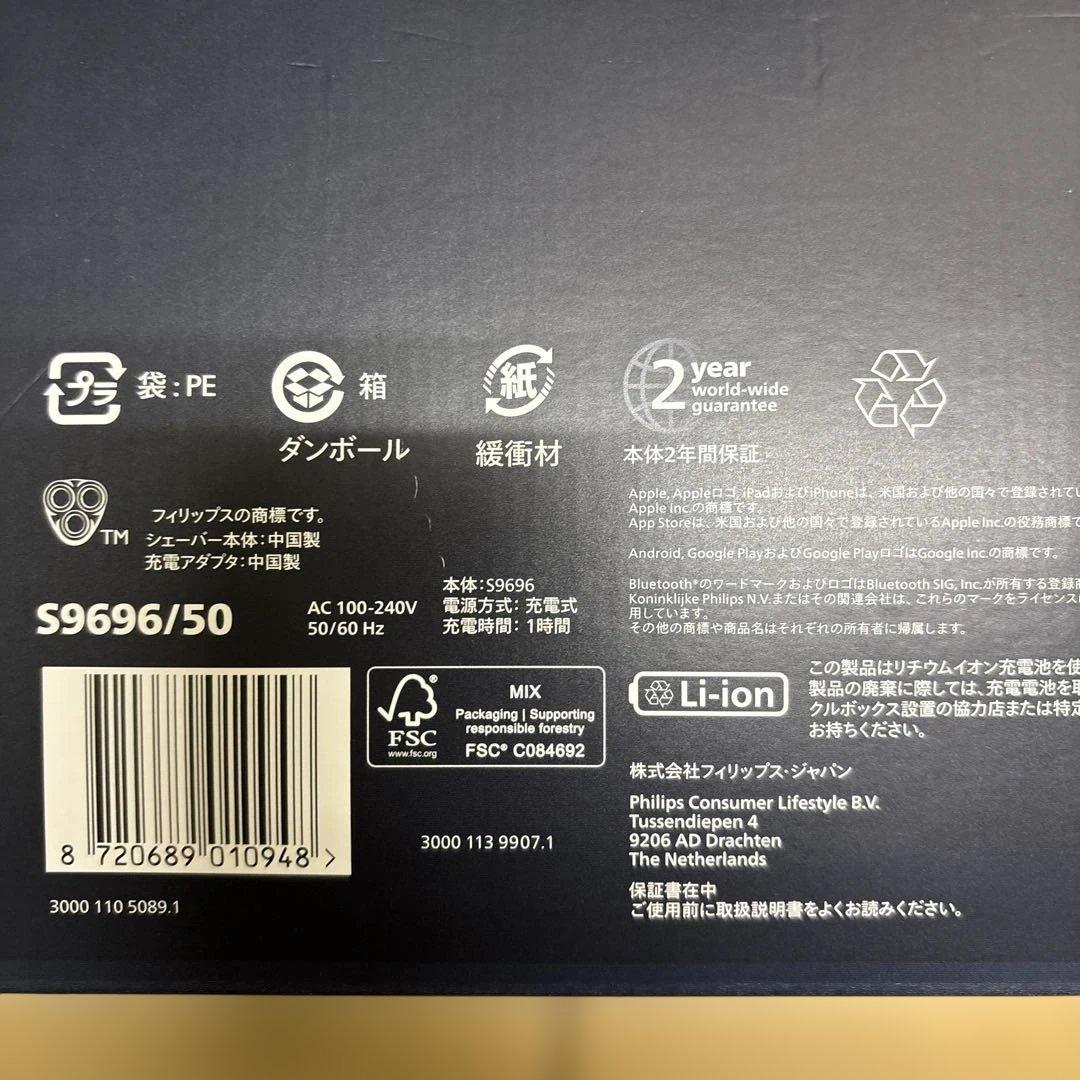 プラ 袋:PE
箱
ダンボール
紙
緩衝材
2 year
world-wide
guarantee
本体2年間保証
TM フィリップスの商標です。
シェーバー本体:中国製
充電アダプタ:中国製
Apple, Appleロゴ, iPadおよびiPhoneは、米国および他の国々で登録されてい
Apple Inc.の商標です。
App Storeは、米国および他の国々で登録されているApple Inc.の役務商標で
Android, Google PlayおよびGoogle PlayロゴはGoogle Inc.の商標です。
Bluetooth®のワードマークおよびロゴはBluetooth SIG, Inc.が所有する登録商
Koninklijke Philips N.V.またはその関連会社は、これらのマークをライセンスに
用しています。
その他の商標や商品名はそれぞれの所有者に帰属します。
S9696/50
AC 100-240V
50/60 Hz
本体:S9696
電源方式: 充電式
充電時間: 1時間
8 720689 010948 >
3000 110 5089.1
FSC®
www.fsc.org
MIX
Packaging | Supporting
responsible forestry
FSC® C084692
3000 113 9907.1
Li-ion
この製品はリチウムイオン充電池を使
製品の廃棄に際しては、充電電池を取
クルボックス設置の協力店または特定
お持ちください。
株式会社フィリップス・ジャパン
Philips Consumer Lifestyle B.V.
Tussendiepen 4
9206 AD Drachten
The Netherlands
保証書在中
ご使用前に取扱説明書をよくお読みください。